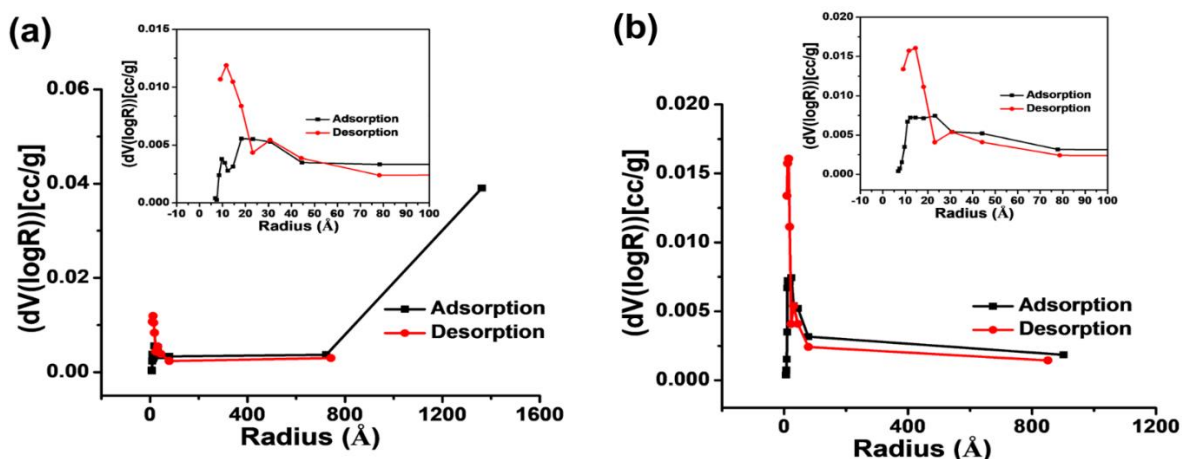 (a)
(dV(logR))[cc/g]
0.06
0.04
0.02
0.00
0 400 800 1200 1600
Radius (Å)
Adsorption
Desorption
(dV(logR))[cc/g]
0.015
0.010
0.005
0.000
-10 0 10 20 30 40 50 60 70 80 90 100
Radius (Å)
Adsorption
Desorption
(b)
(dV(logR))[cc/g]
0.020
0.015
0.010
0.005
0.000
0 400 800 1200
Radius (Å)
Adsorption
Desorption
(dV(logR))[cc/g]
0.020
0.015
0.010
0.005
0.000
-10 0 10 20 30 40 50 60 70 80 90 100
Radius (Å)
Adsorption
Desorption